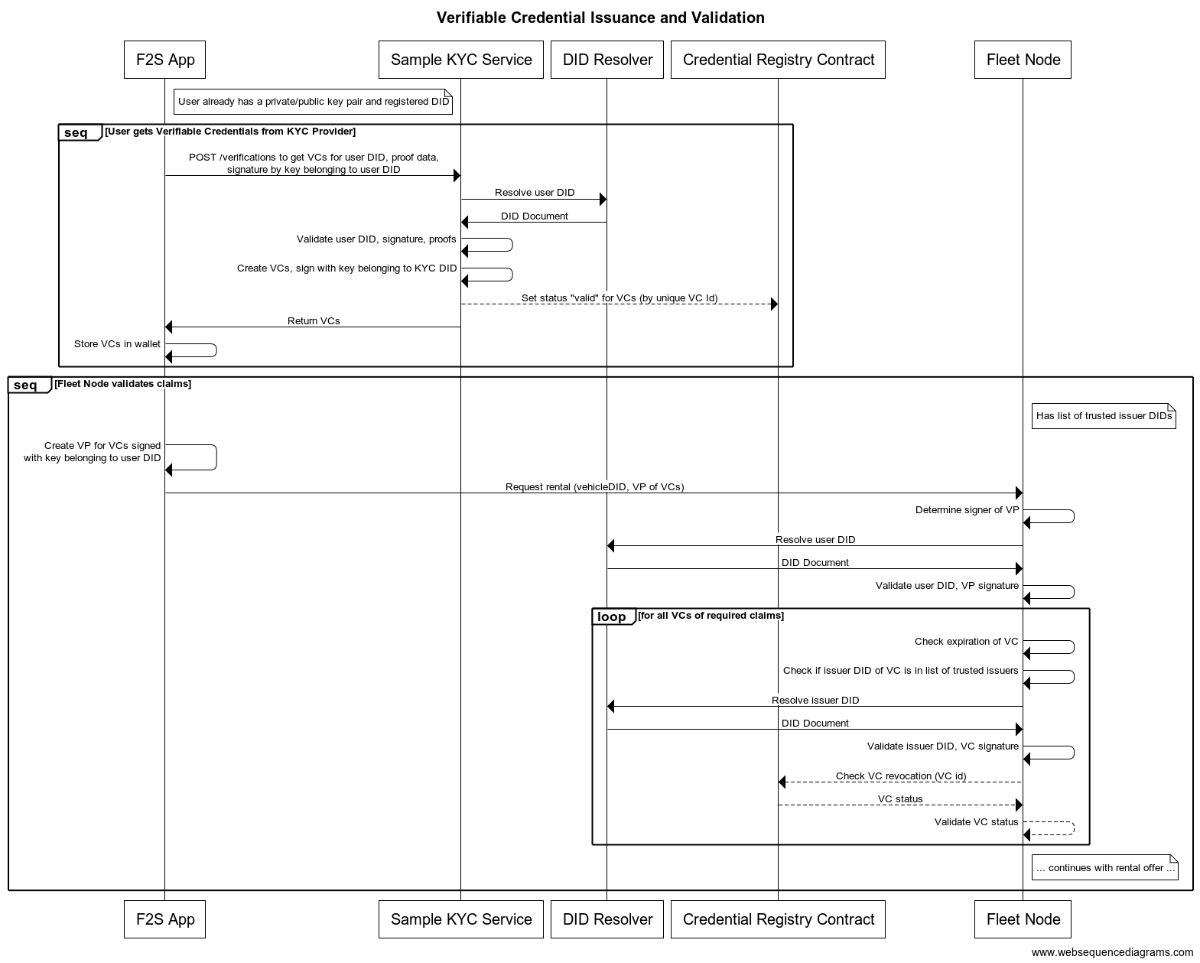 Verifiable Credential Issuance and Validation
F2S App
Sample KYC Service
DID Resolver
Credential Registry Contract
Fleet Node
User already has a private/public key pair and registered DID
seq
[User gets Verifiable Credentials from KYC Provider]
POST /verifications to get VCs for user DID, proof data,
signature by key belonging to user DID
Resolve user DID
DID Document
Validate user DID, signature, proofs
Create VCs, sign with key belonging to KYC DID
Set status "valid" for VCs (by unique VC Id)
Return VCs
Store VCs in wallet
seq
[Fleet Node validates claims]
Has list of trusted issuer DIDs
Create VP for VCs signed
with key belonging to user DID
Request rental (vehicleDID, VP of VCs)
Determine signer of VP
Resolve user DID
DID Document
Validate user DID, VP signature
loop
[for all VCs of required claims]
Check expiration of VC
Check if issuer DID of VC is in list of trusted issuers
Resolve issuer DID
DID Document
Validate issuer DID, VC signature
Check VC revocation (VC id)
VC status
Validate VC status
... continues with rental offer ...
F2S App
Sample KYC Service
DID Resolver
Credential Registry Contract
Fleet Node
www.websequencediagrams.com